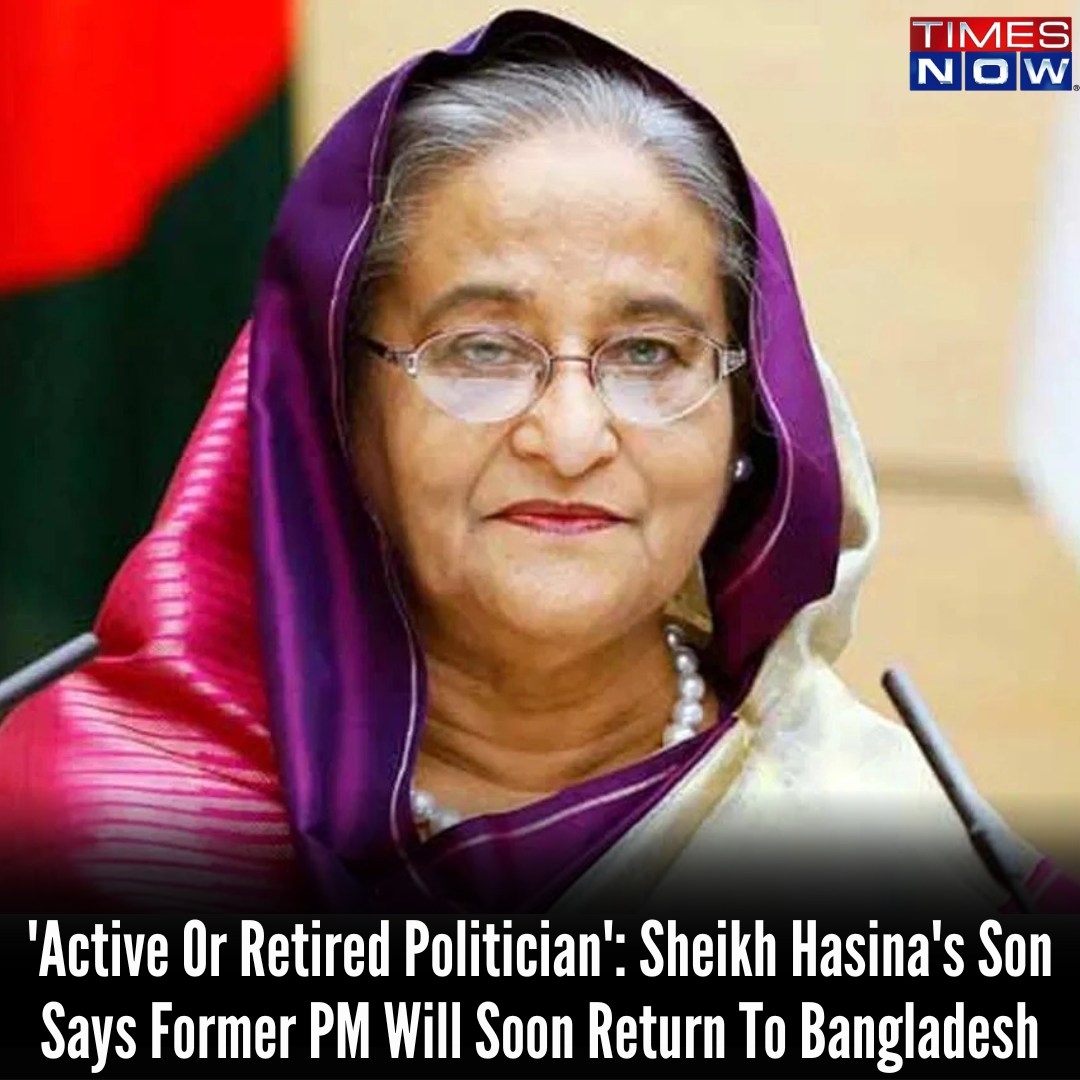 TIMES
NOW
'Active Or Retired Politician': Sheikh Hasina's Son
Says Former PM Will Soon Return To Bangladesh